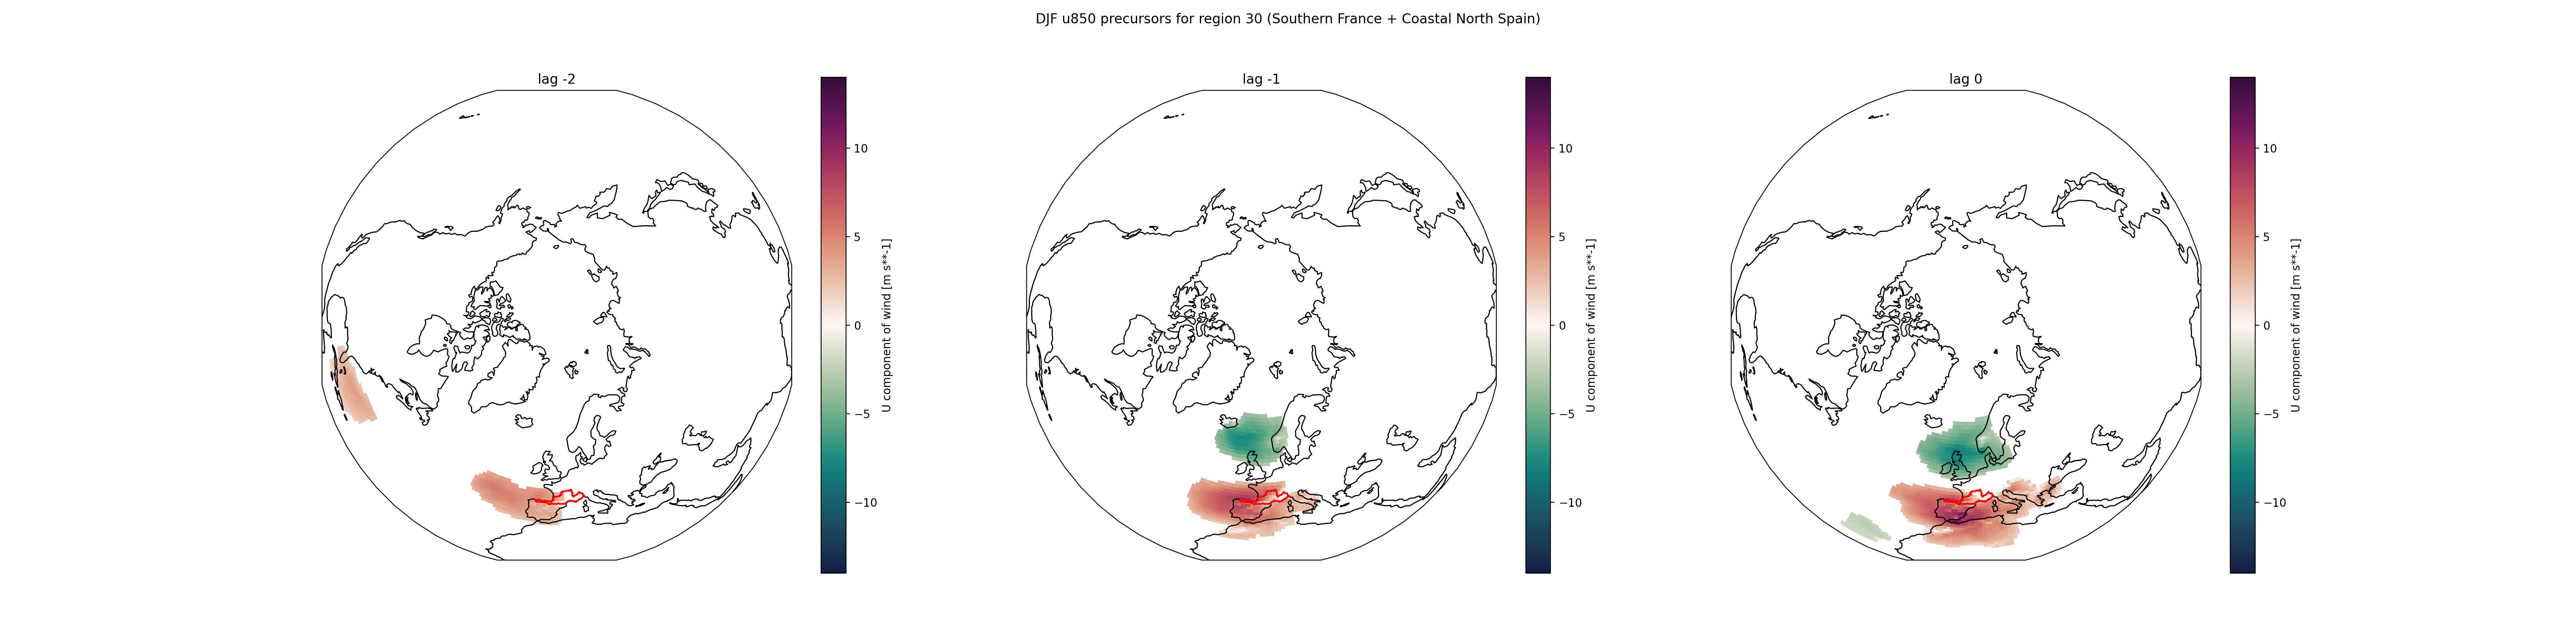 DJF u850 precursors for region 30 (Southern France + Coastal North Spain)
lag -2
10
5
0
−5
−10
U component of wind [m s**-1]
lag -1
10
5
0
−5
−10
U component of wind [m s**-1]
lag 0
10
5
0
−5
−10
U component of wind [m s**-1]